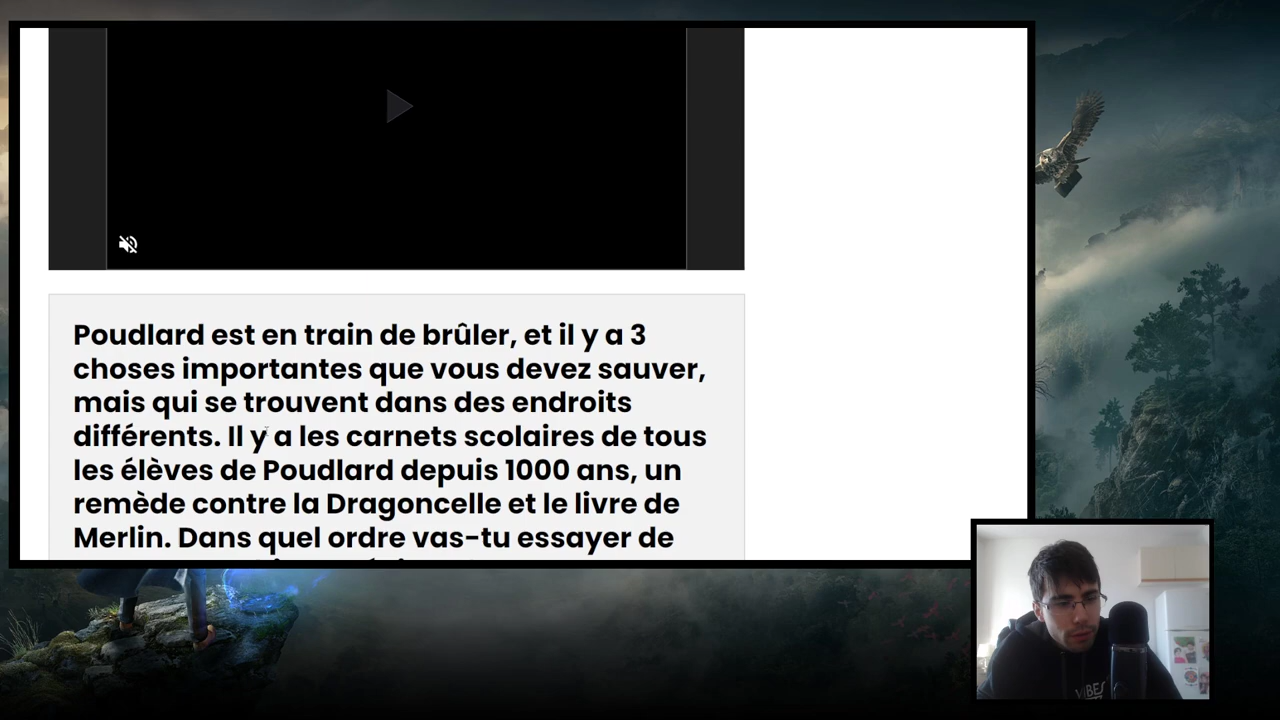 Poudlard est en train de brûler, et il y a 3
choses importantes que vous devez sauver,
mais qui se trouvent dans des endroits
différents. Il y a les carnets scolaires de tous
les élèves de Poudlard depuis 1000 ans, un
remède contre la Dragoncelle et le livre de
Merlin. Dans quel ordre vas-tu essayer de
VIBES